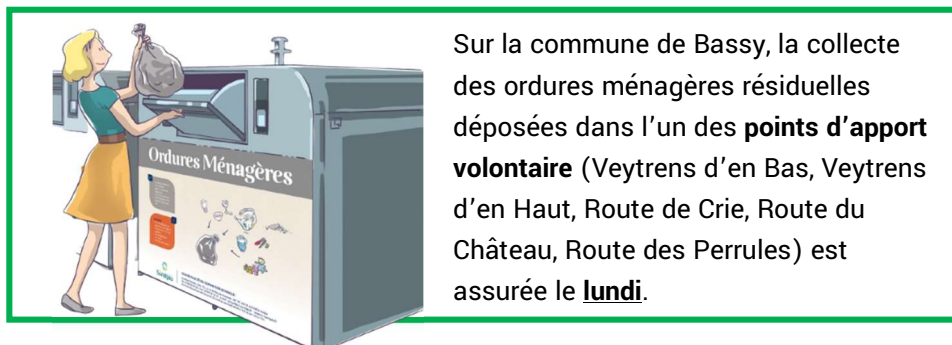 Ordures Ménagères
Sur la commune de Bassy, la collecte
des ordures ménagères résiduelles
déposées dans l’un des points d’apport
volontaire (Veytrens d’en Bas, Veytrens
d’en Haut, Route de Crie, Route du
Château, Route des Perrules) est
assurée le lundi.